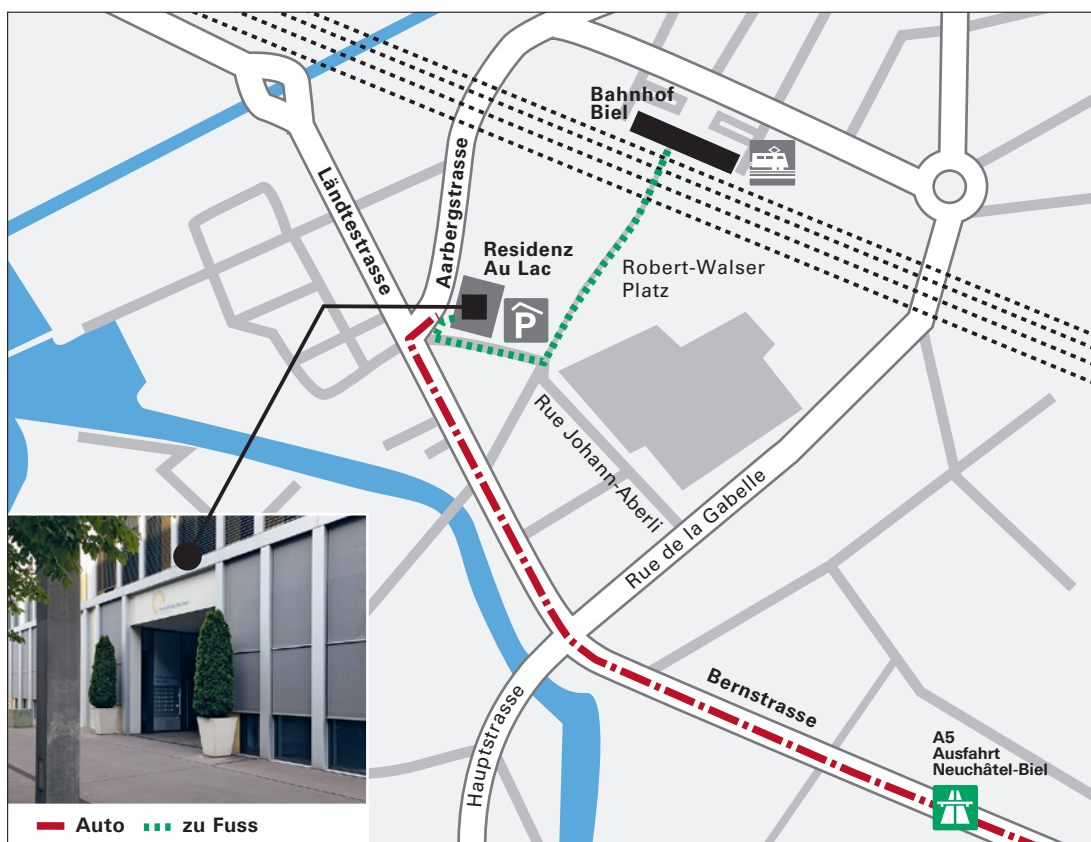 Bahnhof
Biel
Ländtestrasse
Aarbergstrasse
Residenz
Au Lac
P
Robert-Walser
Platz
Rue Johann-Aberli
Rue de la Gabelle
Hauptstrasse
Bernstrasse
A5
Ausfahrt
Neuchâtel-Biel
Auto
zu Fuss